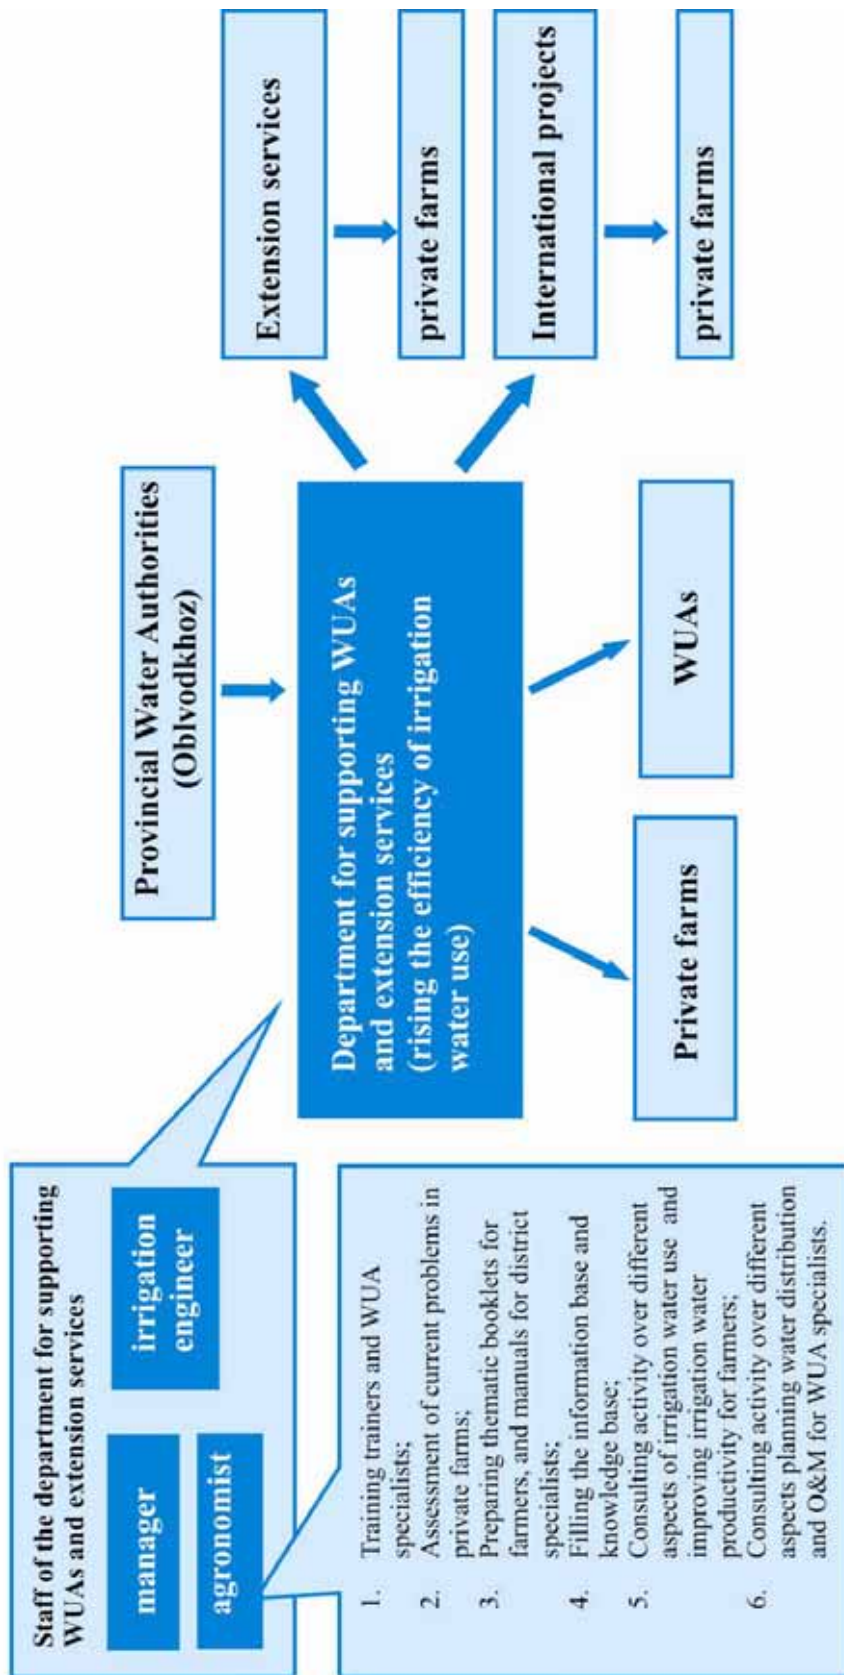 Staff of the department for supporting
WUAs and extension services
manager
irrigation
engineer
agronomist
1. Training trainers and WUA
specialists;
2. Assessment of current problems in
private farms;
3. Preparing thematic booklets for
farmers, and manuals for district
specialists;
4. Filling the information base and
knowledge base;
5. Consulting activity over different
aspects of irrigation water use and
improving irrigation water
productivity for farmers;
6. Consulting activity over different
aspects planning water distribution
and O&M for WUA specialists.
Provincial Water Authorities
(Oblvodkhoz)
Department for supporting WUAs
and extension services
(rising the efficiency of irrigation
water use)
Private farms
WUAs
Extension services
private farms
International projects
private farms